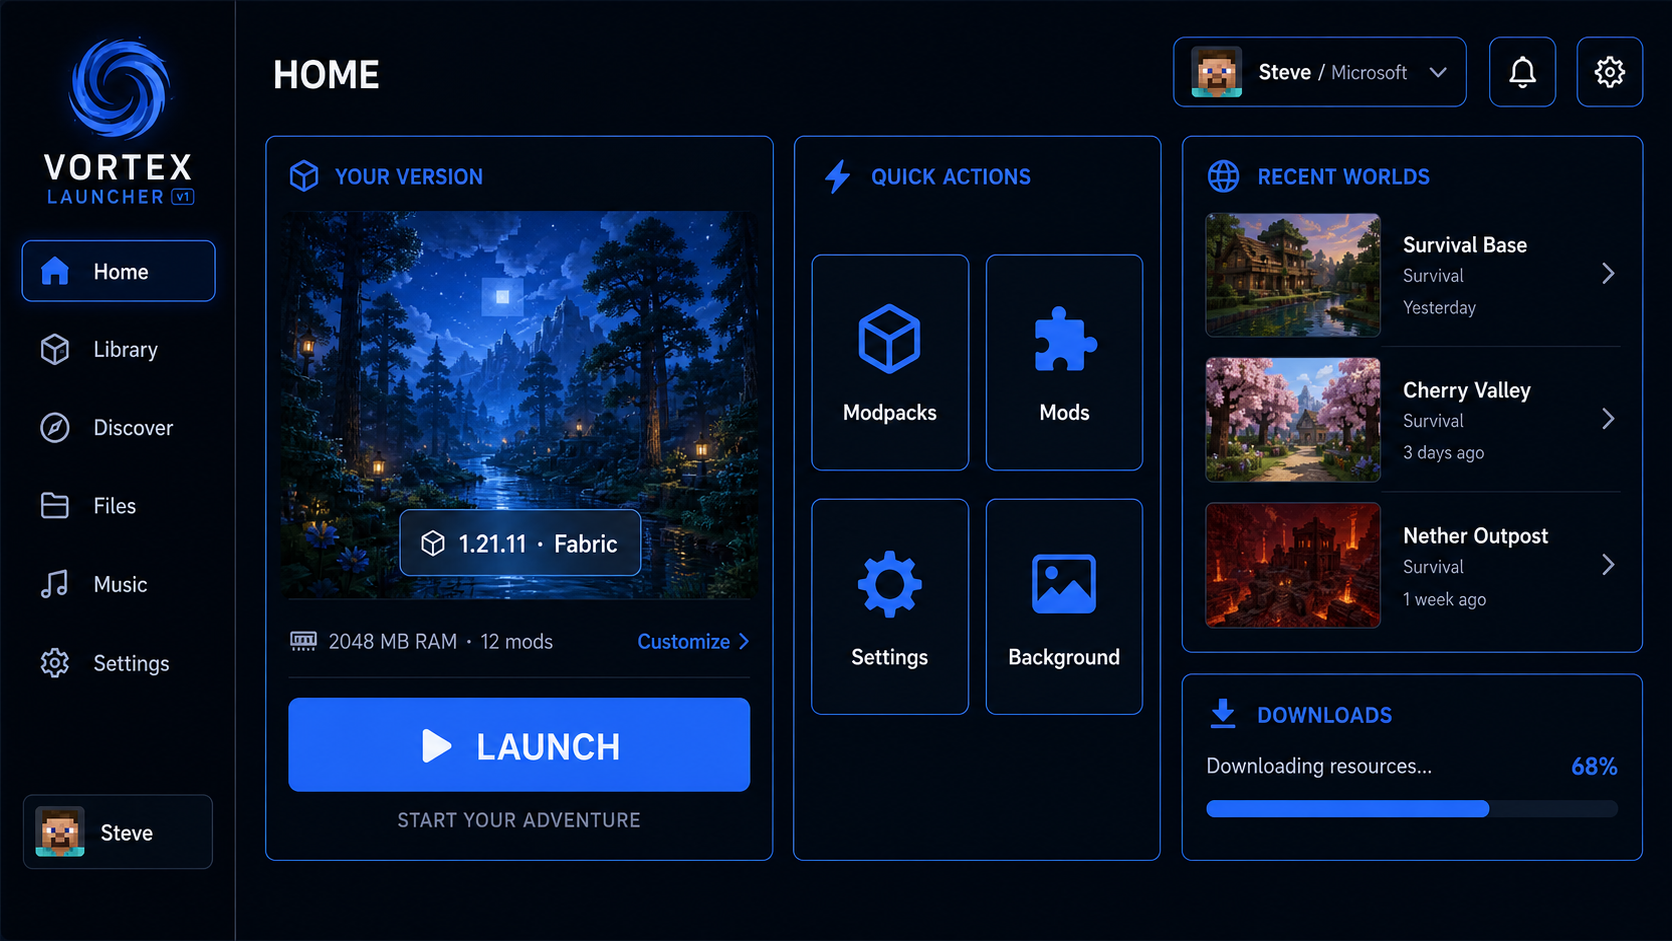 VORTEX
LAUNCHER v1
Home
Library
Discover
Files
Music
Settings
Steve
HOME
Steve / Microsoft
YOUR VERSION
1.21.11 · Fabric
2048 MB RAM · 12 mods
Customize
LAUNCH
START YOUR ADVENTURE
QUICK ACTIONS
Modpacks
Mods
Settings
Background
RECENT WORLDS
Survival Base
Survival
Yesterday
Cherry Valley
Survival
3 days ago
Nether Outpost
Survival
1 week ago
DOWNLOADS
Downloading resources... 68%